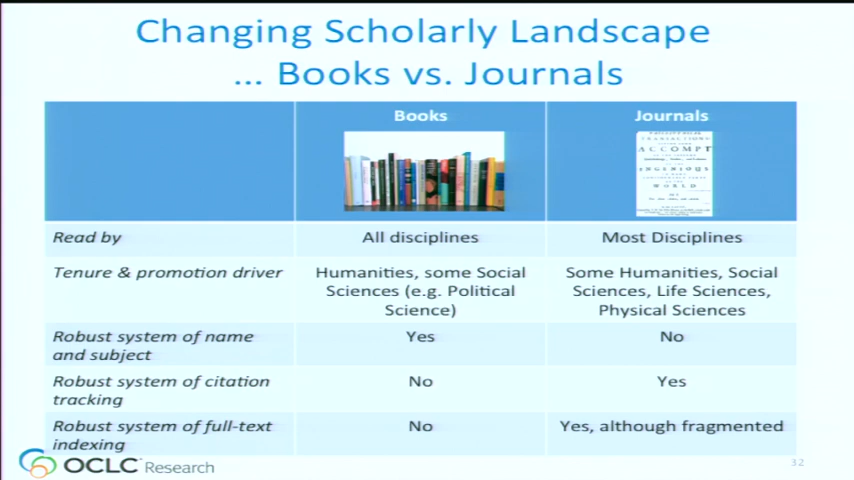 Changing Scholarly Landscape
... Books vs. Journals
Books
Journals
ACCOMPT
INGENIOUS
WORLD
Read by
All disciplines
Most Disciplines
Tenure & promotion driver
Humanities, some Social
Sciences (e.g. Political
Science)
Some Humanities, Social
Sciences, Life Sciences,
Physical Sciences
Robust system of name
and subject
Yes
No
Robust system of citation
tracking
No
Yes
Robust system of full-text
indexing
No
Yes, although fragmented
OCLC Research
32